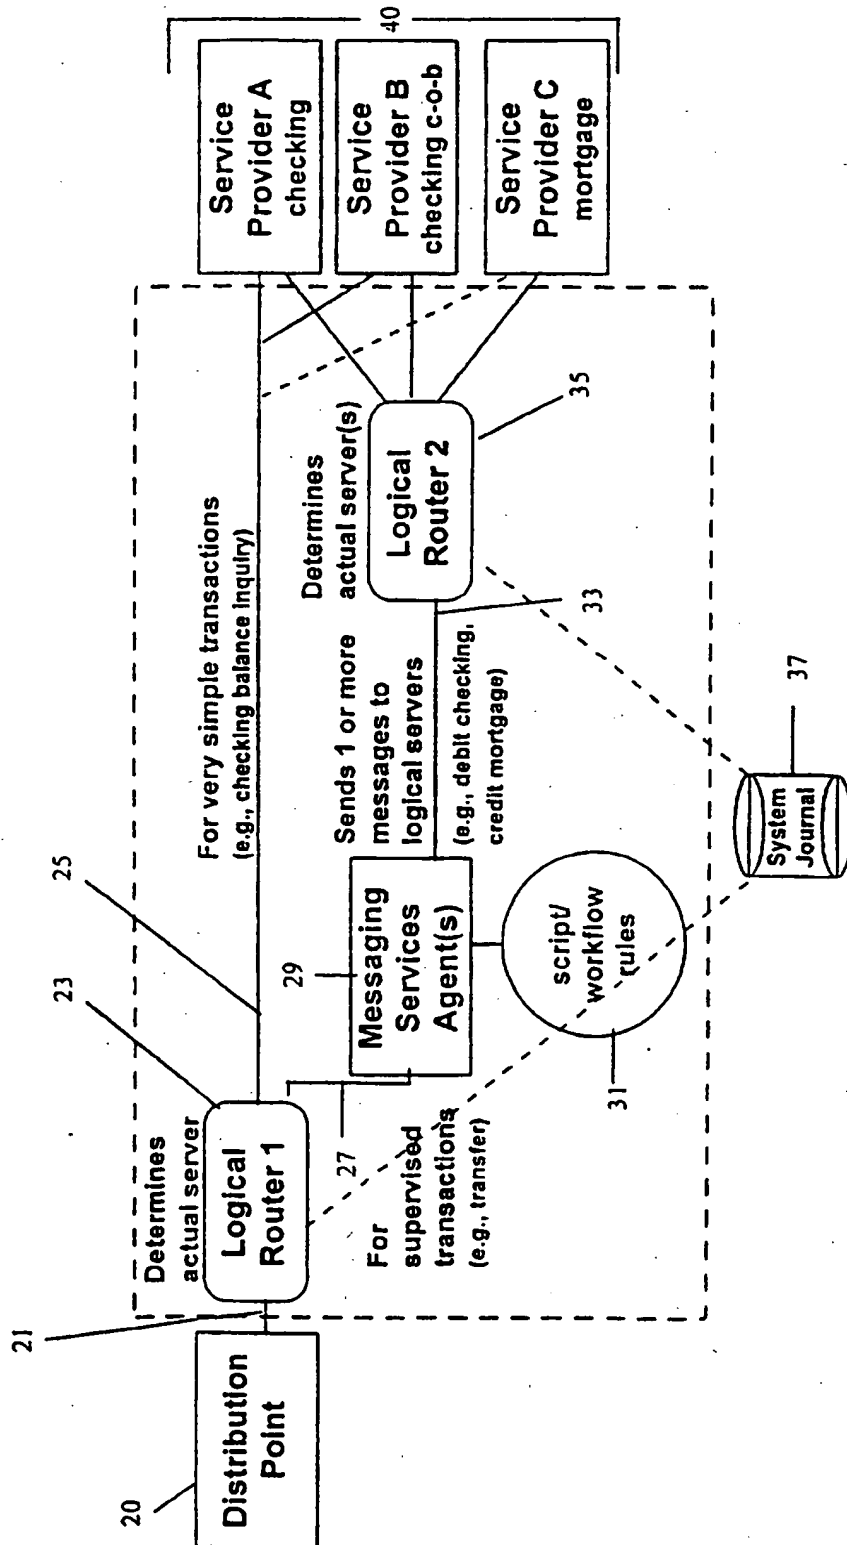 20
Distribution
Point
21
Determines
actual server
Logical
Router 1
23
25
For very simple transactions
(e.g., checking balance inquiry)
For
supervised
transactions
(e.g., transfer)
27
29
Messaging
Services
Agent(s)
script/
workflow
rules
31
Sends 1 or more
messages to
logical servers
(e.g., debit checking,
credit mortgage)
33
Determines
actual server(s)
Logical
Router 2
35
System
Journal
37
Service
Provider A
checking
Service
Provider B
checking c-o-b
Service
Provider C
mortgage
40